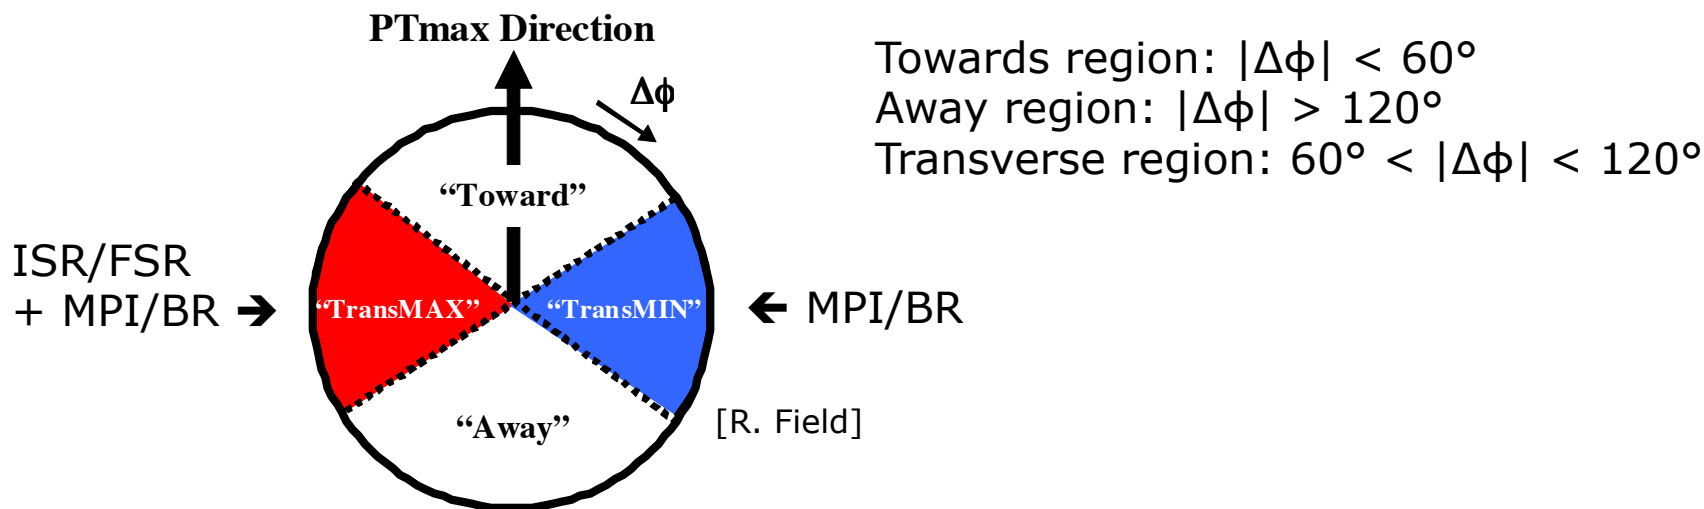 PTmax Direction
Δϕ
Towards region: |Δϕ| < 60°
Away region: |Δϕ| > 120°
Transverse region: 60° < |Δϕ| < 120°
“Toward”
ISR/FSR
+ MPI/BR ➔
“TransMAX”
“TransMIN”
🡰 MPI/BR
“Away”
[R. Field]